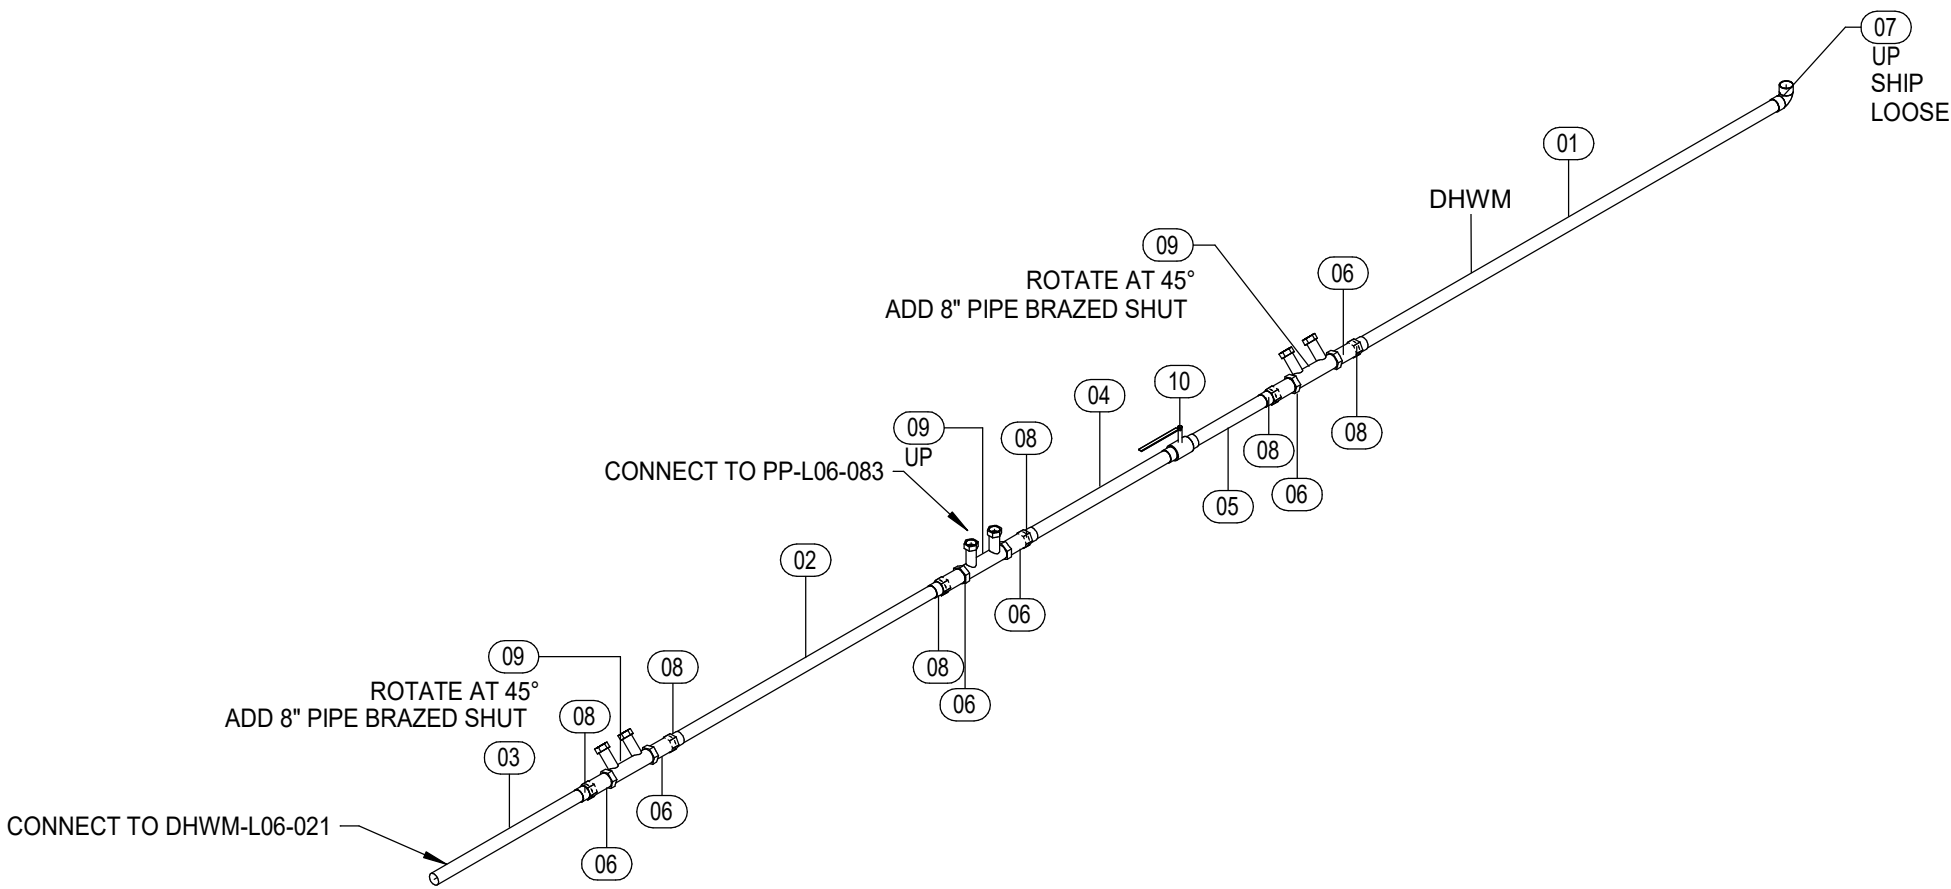 07
UP
SHIP
LOOSE
01
DHWM
09
ROTATE AT 45°
ADD 8" PIPE BRAZED SHUT
06
10
04
08
08
06
05
09
UP
08
CONNECT TO PP-L06-083
02
06
08
06
09
ROTATE AT 45°
ADD 8" PIPE BRAZED SHUT
08
08
03
06
CONNECT TO DHWM-L06-021
06